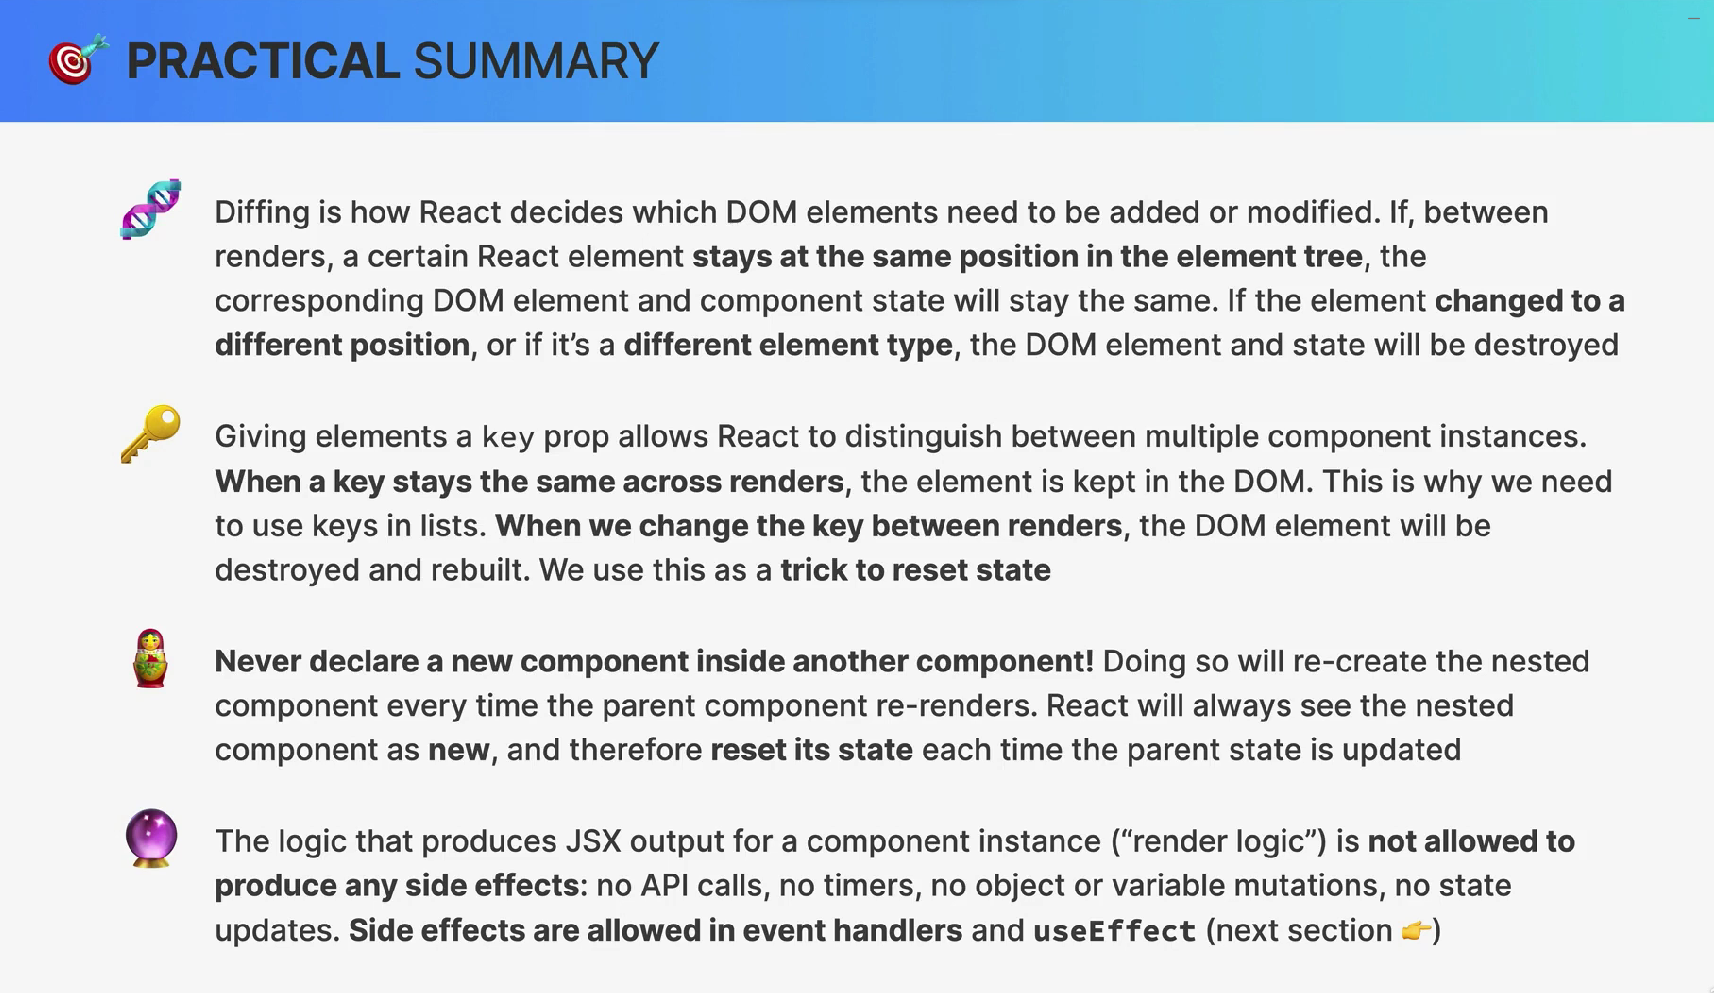 PRACTICAL SUMMARY
Diffing is how React decides which DOM elements need to be added or modified. If, between
renders, a certain React element stays at the same position in the element tree, the
corresponding DOM element and component state will stay the same. If the element changed to a
different position, or if it’s a different element type, the DOM element and state will be destroyed
Giving elements a key prop allows React to distinguish between multiple component instances.
When a key stays the same across renders, the element is kept in the DOM. This is why we need
to use keys in lists. When we change the key between renders, the DOM element will be
destroyed and rebuilt. We use this as a trick to reset state
Never declare a new component inside another component! Doing so will re-create the nested
component every time the parent component re-renders. React will always see the nested
component as new, and therefore reset its state each time the parent state is updated
The logic that produces JSX output for a component instance (“render logic”) is not allowed to
produce any side effects: no API calls, no timers, no object or variable mutations, no state
updates. Side effects are allowed in event handlers and useEffect (next section 👉)